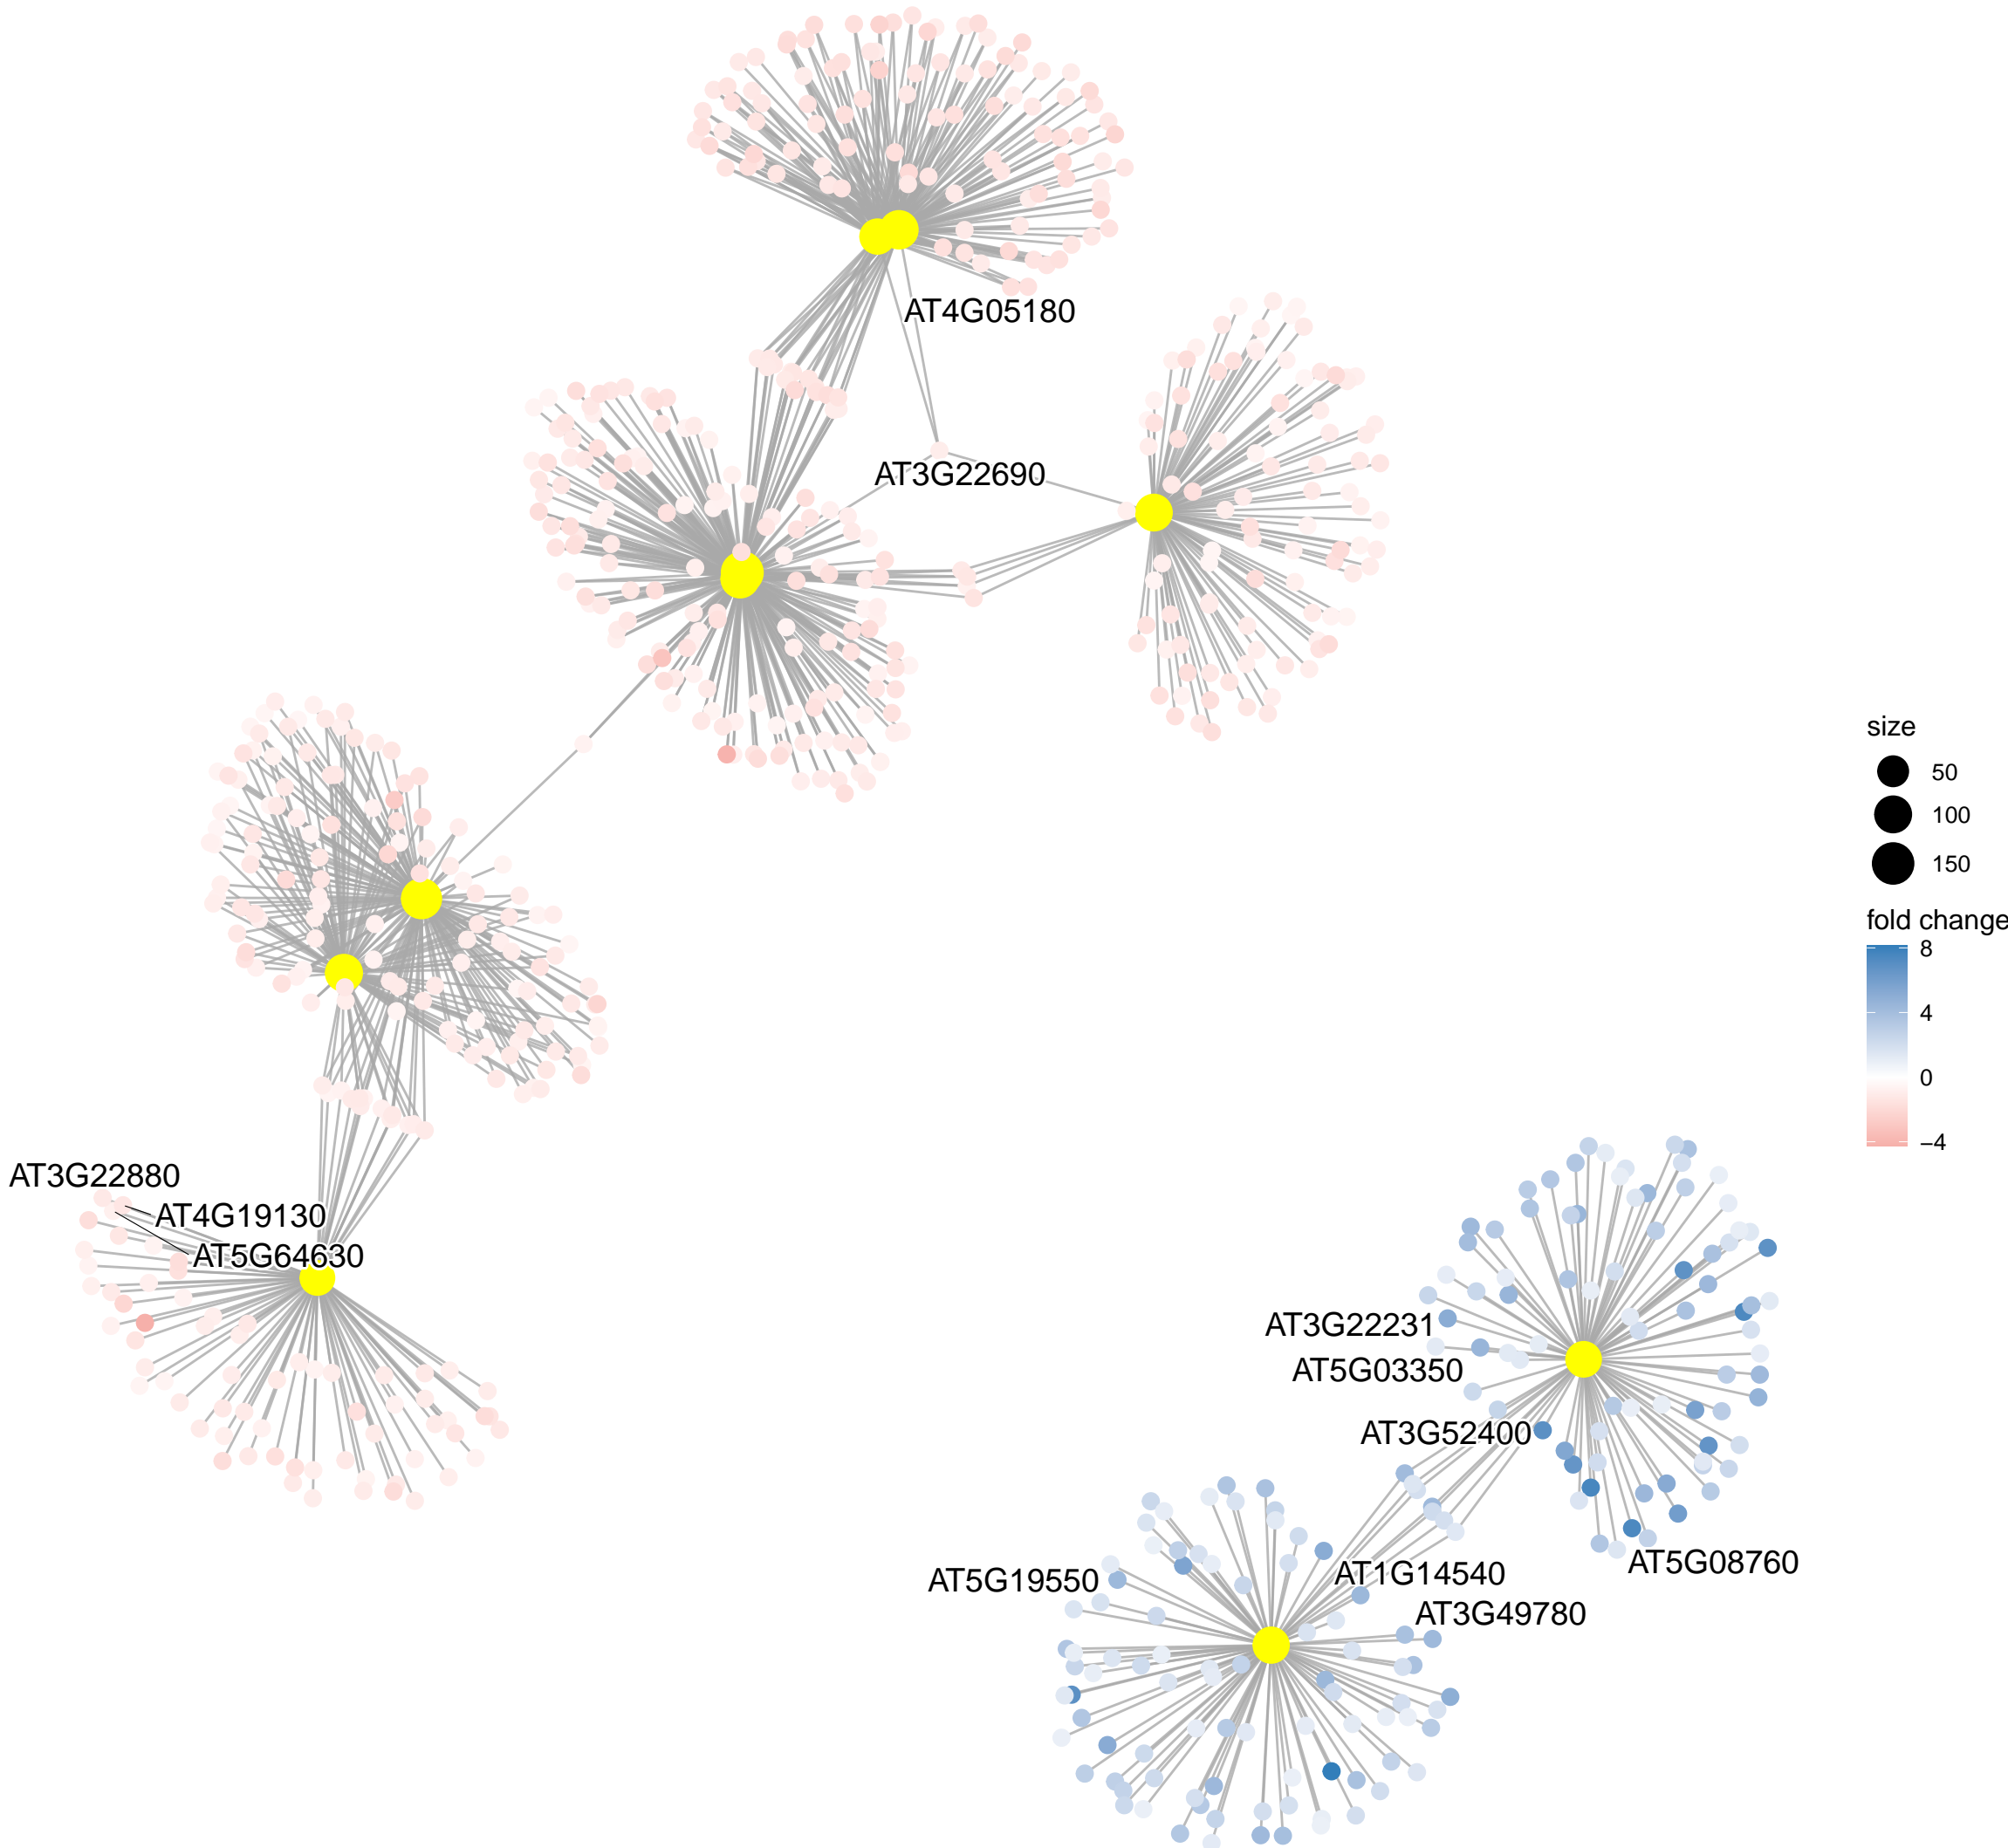 AT4G05180
AT3G22690
size
50
100
150
fold change
8
4
0
−4
AT3G22880
AT4G19130
AT5G64630
AT3G22231
AT5G03350
AT3G52400
AT5G08760
AT1G14540
AT5G19550
AT3G49780